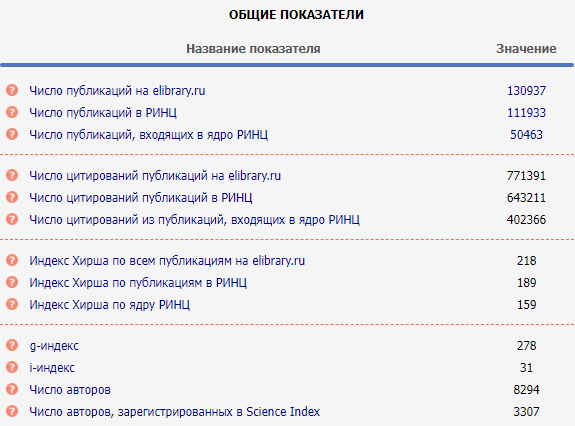 ОБЩИЕ ПОКАЗАТЕЛИ
Название показателя Значение
? Число публикаций на elibrary.ru 130937
? Число публикаций в РИНЦ 111933
? Число публикаций, входящих в ядро РИНЦ 50463
? Число цитирований публикаций на elibrary.ru 771391
? Число цитирований публикаций в РИНЦ 643211
? Число цитирований из публикаций, входящих в ядро РИНЦ 402366
? Индекс Хирша по всем публикациям на elibrary.ru 218
? Индекс Хирша по публикациям в РИНЦ 189
? Индекс Хирша по ядру РИНЦ 159
? g-индекс 278
? i-индекс 31
? Число авторов 8294
? Число авторов, зарегистрированных в Science Index 3307